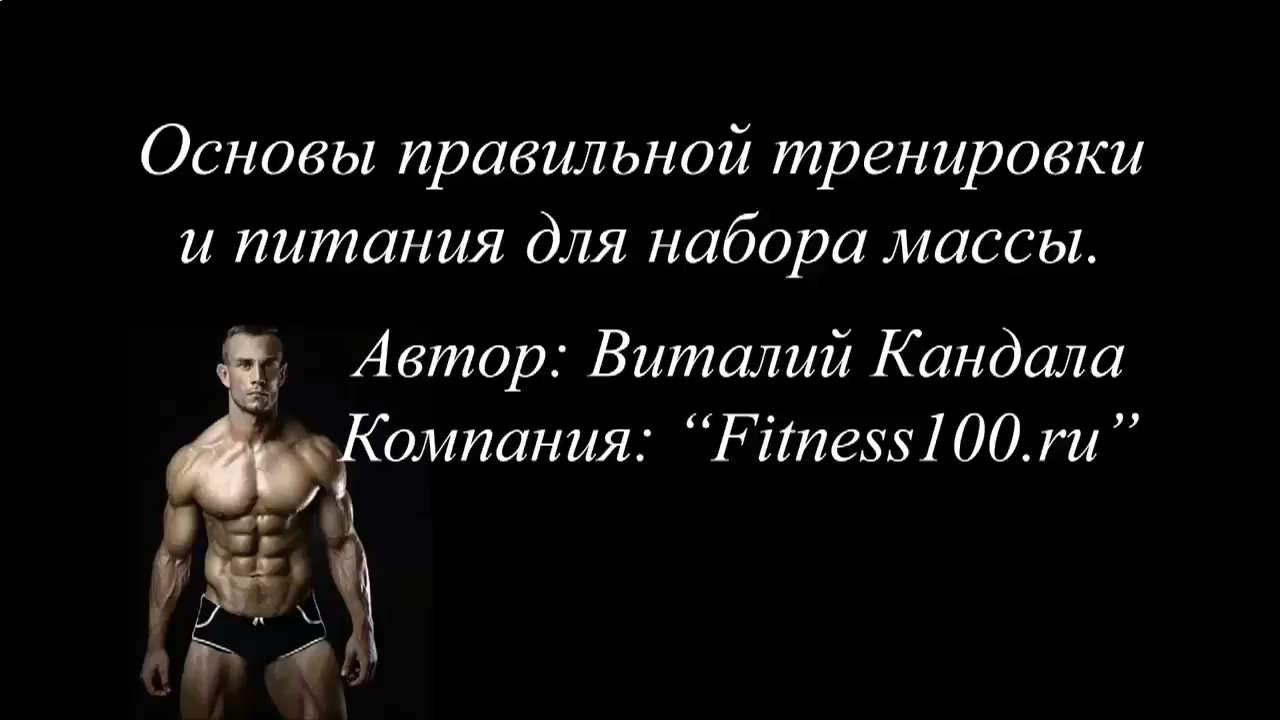 Основы правильной тренировки
и питания для набора массы.
Автор: Виталий Кандала
Компания: “Fitness100.ru”